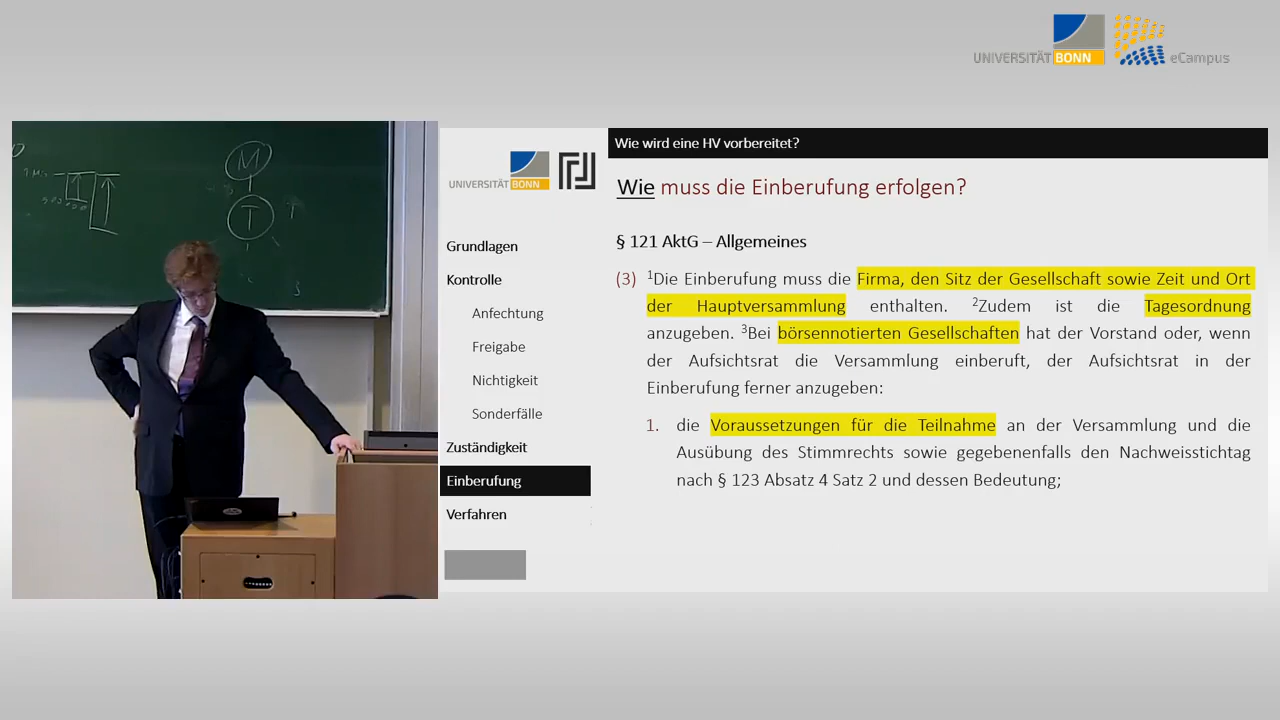 UNIVERSITÄT BONN eCampus
M
T
UNIVERSITÄT BONN
Grundlagen
Kontrolle
Anfechtung
Freigabe
Nichtigkeit
Sonderfälle
Zuständigkeit
Einberufung
Verfahren
Wie wird eine HV vorbereitet?
Wie muss die Einberufung erfolgen?
§ 121 AktG – Allgemeines
(3) ¹Die Einberufung muss die Firma, den Sitz der Gesellschaft sowie Zeit und Ort
der Hauptversammlung enthalten. ²Zudem ist die Tagesordnung
anzugeben. ³Bei börsennotierten Gesellschaften hat der Vorstand oder, wenn
der Aufsichtsrat die Versammlung einberuft, der Aufsichtsrat in der
Einberufung ferner anzugeben:
1. die Voraussetzungen für die Teilnahme an der Versammlung und die
Ausübung des Stimmrechts sowie gegebenenfalls den Nachweisstichtag
nach § 123 Absatz 4 Satz 2 und dessen Bedeutung;